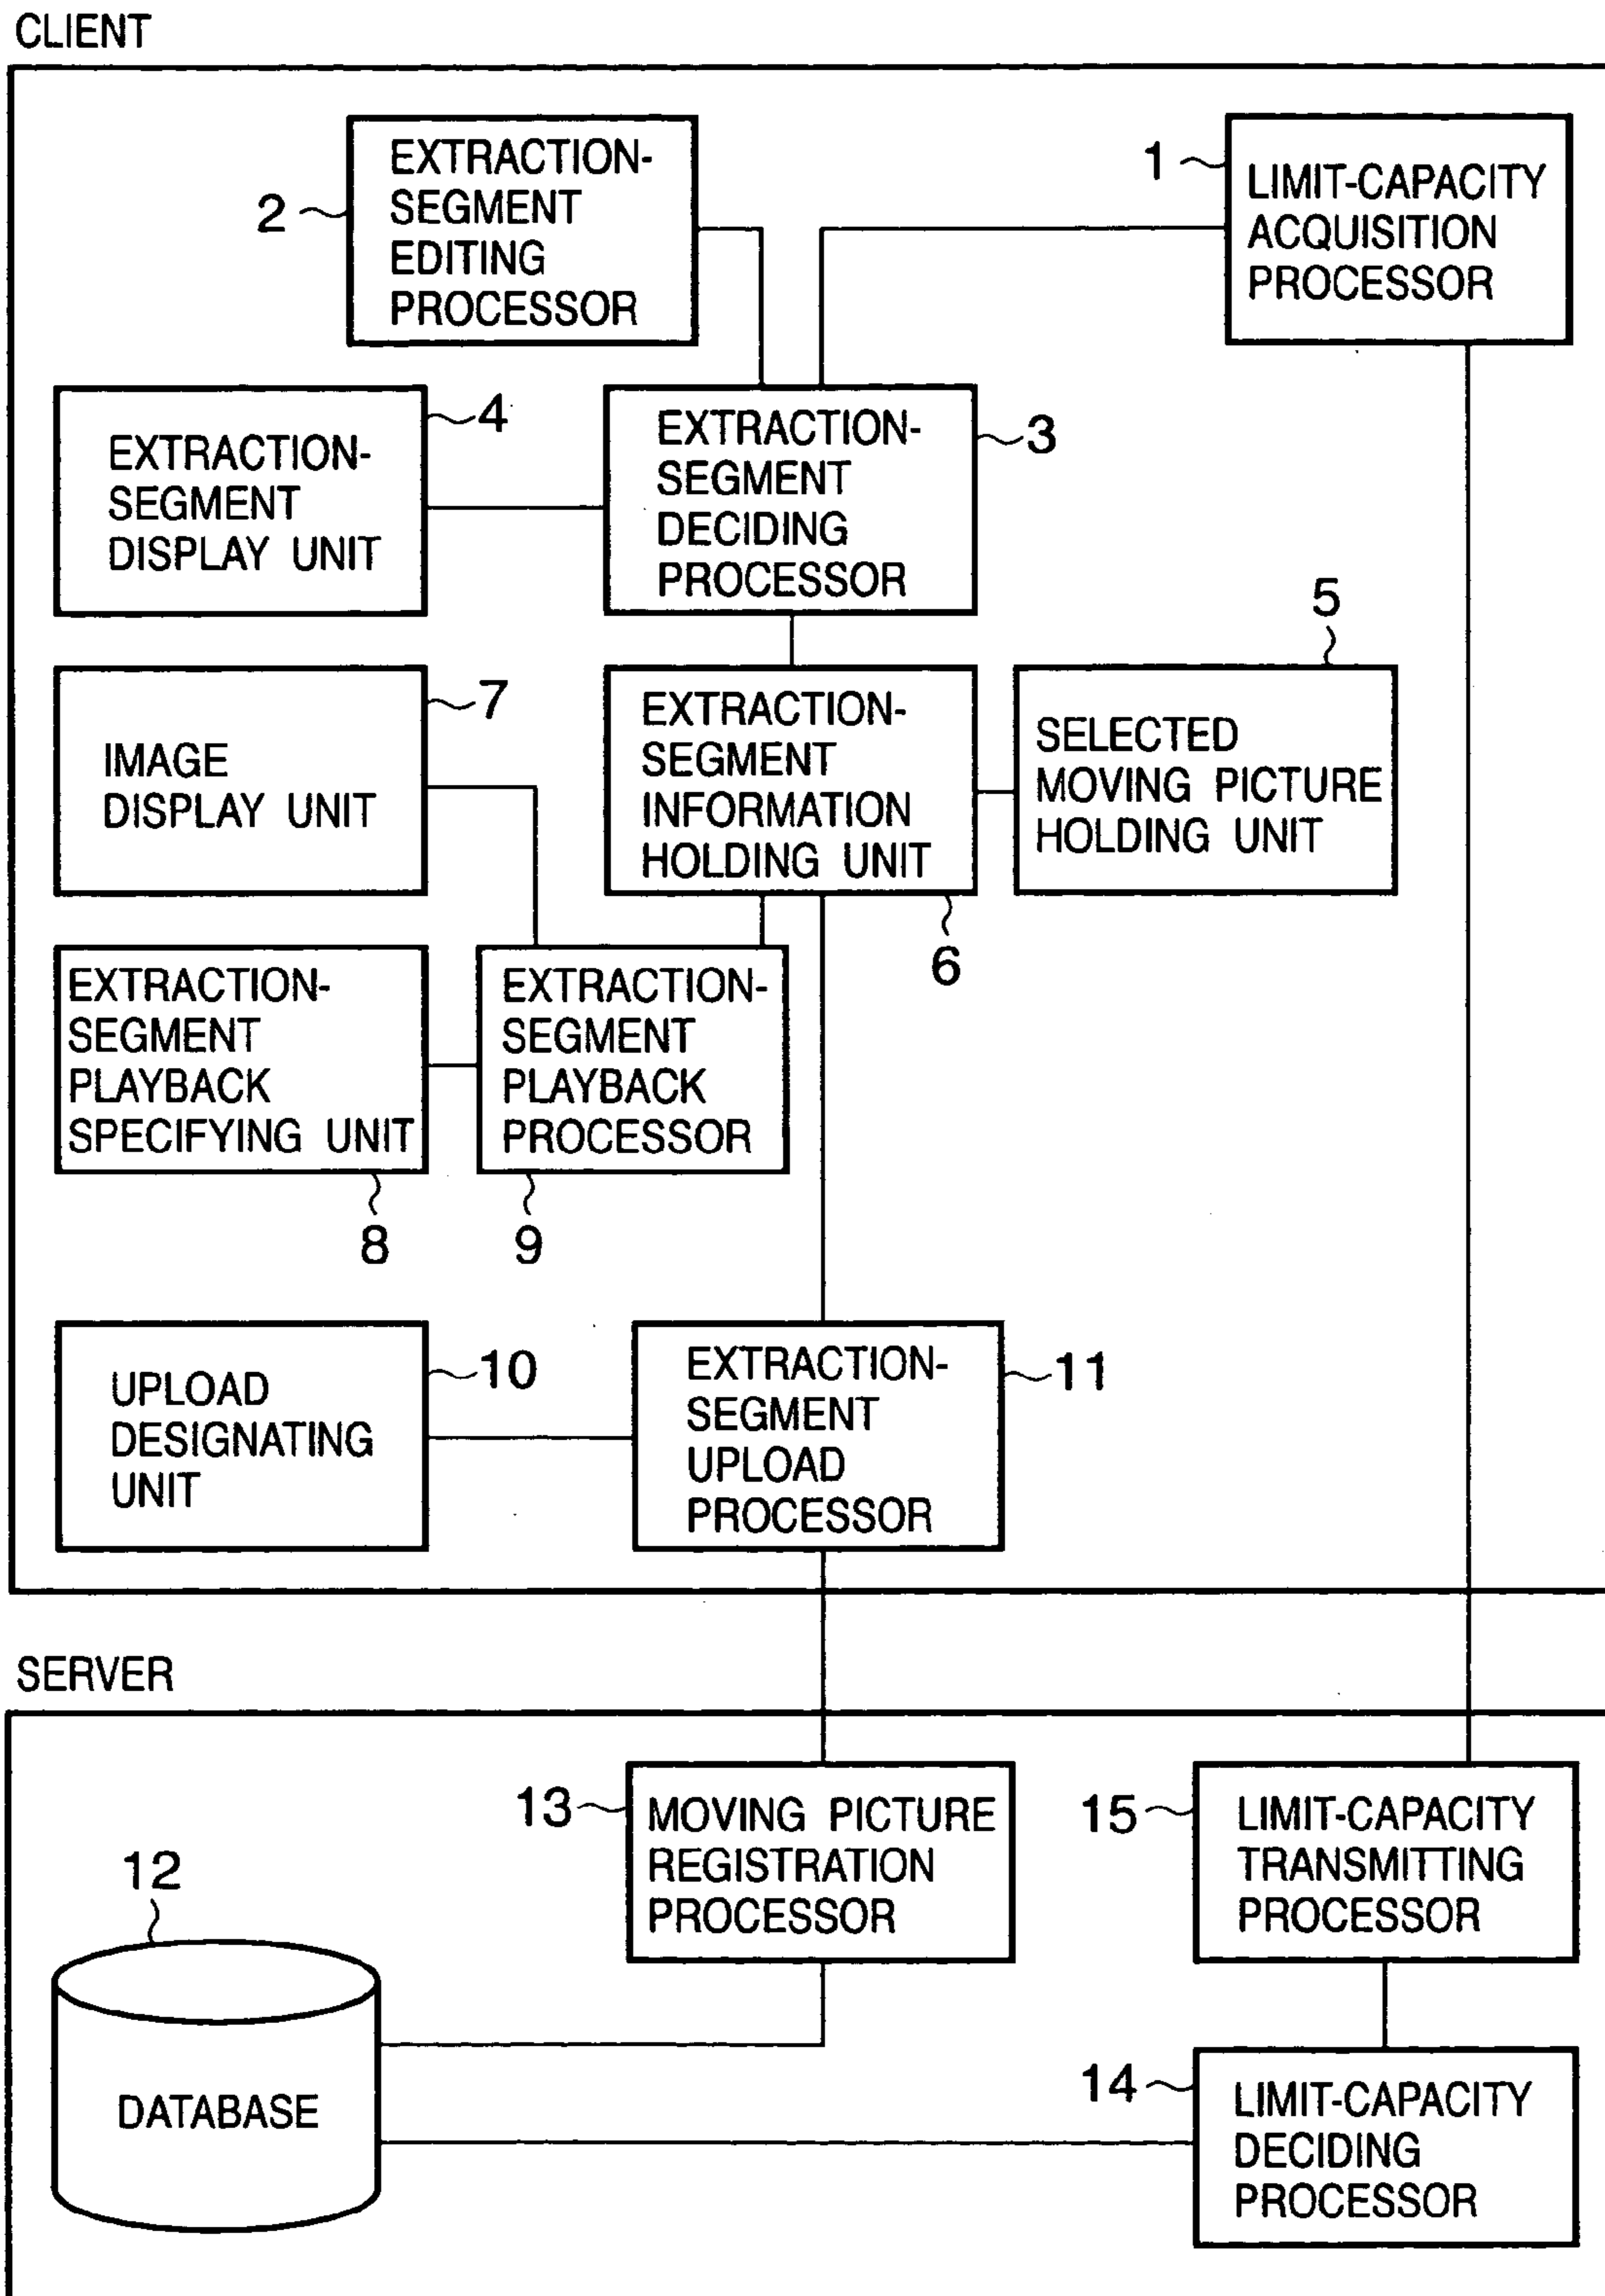 CLIENT
2
EXTRACTION-
SEGMENT
EDITING
PROCESSOR
1
LIMIT-CAPACITY
ACQUISITION
PROCESSOR
4
EXTRACTION-
SEGMENT
DISPLAY UNIT
3
EXTRACTION-
SEGMENT
DECIDING
PROCESSOR
5
7
IMAGE
DISPLAY UNIT
EXTRACTION-
SEGMENT
INFORMATION
HOLDING UNIT
6
SELECTED
MOVING PICTURE
HOLDING UNIT
EXTRACTION-
SEGMENT
PLAYBACK
SPECIFYING UNIT
8
EXTRACTION-
SEGMENT
PLAYBACK
PROCESSOR
9
10
UPLOAD
DESIGNATING
UNIT
11
EXTRACTION-
SEGMENT
UPLOAD
PROCESSOR
SERVER
13
MOVING PICTURE
REGISTRATION
PROCESSOR
15
LIMIT-CAPACITY
TRANSMITTING
PROCESSOR
12
DATABASE
14
LIMIT-CAPACITY
DECIDING
PROCESSOR